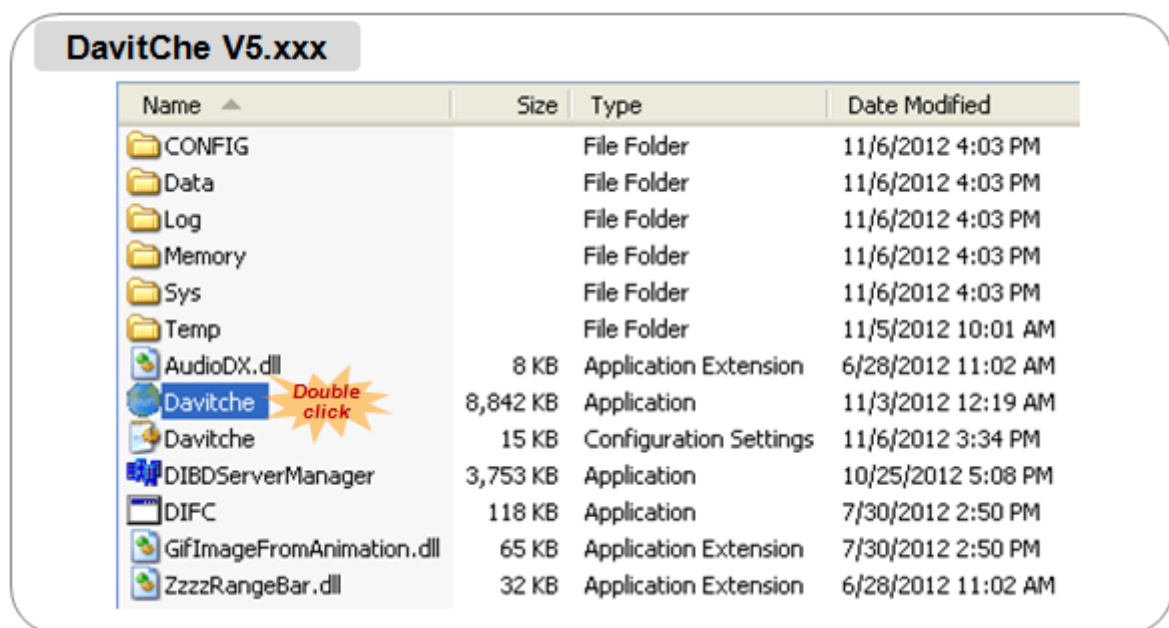 DavitChe V5.xxx
Name Size Type Date Modified
CONFIG File Folder 11/6/2012 4:03 PM
Data File Folder 11/6/2012 4:03 PM
Log File Folder 11/6/2012 4:03 PM
Memory File Folder 11/6/2012 4:03 PM
Sys File Folder 11/6/2012 4:03 PM
Temp File Folder 11/5/2012 10:01 AM
AudioDX.dll 8 KB Application Extension 6/28/2012 11:02 AM
Davitche Double click 8,842 KB Application 11/3/2012 12:19 AM
Davitche 15 KB Configuration Settings 11/6/2012 3:34 PM
DIBDServerManager 3,753 KB Application 10/25/2012 5:08 PM
DIFC 118 KB Application 7/30/2012 2:50 PM
GifImageFromAnimation.dll 65 KB Application Extension 7/30/2012 2:50 PM
ZzzzRangeBar.dll 32 KB Application Extension 6/28/2012 11:02 AM